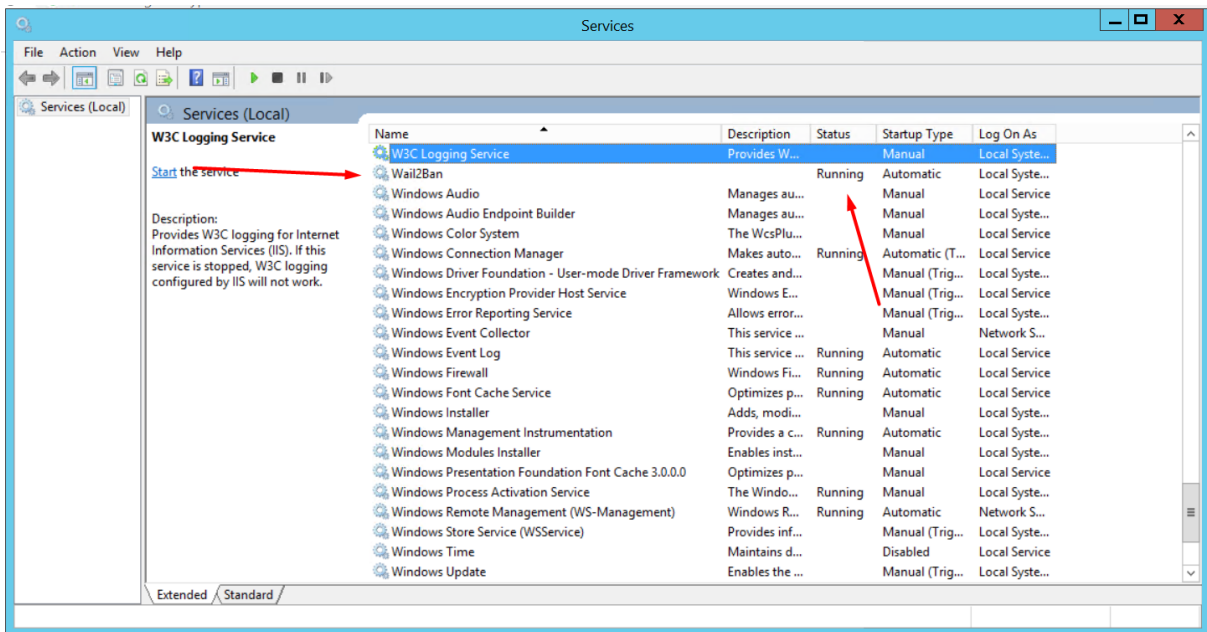 Services
File Action View Help
Services (Local)
Services (Local)
W3C Logging Service
Start the service
Description:
Provides W3C logging for Internet
Information Services (IIS). If this
service is stopped, W3C logging
configured by IIS will not work.
Name Description Status Startup Type Log On As
W3C Logging Service Provides W... Manual Local Syste...
Wail2Ban Running Automatic Local Syste...
Windows Audio Manages au... Manual Local Service
Windows Audio Endpoint Builder Manages au... Manual Local Syste...
Windows Color System The WcsPlu... Manual Local Service
Windows Connection Manager Makes auto... Running Automatic (T... Local Service
Windows Driver Foundation - User-mode Driver Framework Creates and... Manual (Trig... Local Syste...
Windows Encryption Provider Host Service Windows E... Manual (Trig... Local Service
Windows Error Reporting Service Allows error... Manual (Trig... Local Syste...
Windows Event Collector This service ... Manual Network S...
Windows Event Log This service ... Running Automatic Local Service
Windows Firewall Windows Fi... Running Automatic Local Service
Windows Font Cache Service Optimizes p... Running Automatic Local Service
Windows Installer Adds, modi... Manual Local Syste...
Windows Management Instrumentation Provides a c... Running Automatic Local Syste...
Windows Modules Installer Enables inst... Manual Local Syste...
Windows Presentation Foundation Font Cache 3.0.0.0 Optimizes p... Manual Local Service
Windows Process Activation Service The Windo... Running Manual Local Syste...
Windows Remote Management (WS-Management) Windows R... Running Automatic Network S...
Windows Store Service (WSService) Provides inf... Manual (Trig... Local Syste...
Windows Time Maintains d... Disabled Local Service
Windows Update Enables the ... Manual (Trig... Local Syste...
Extended Standard